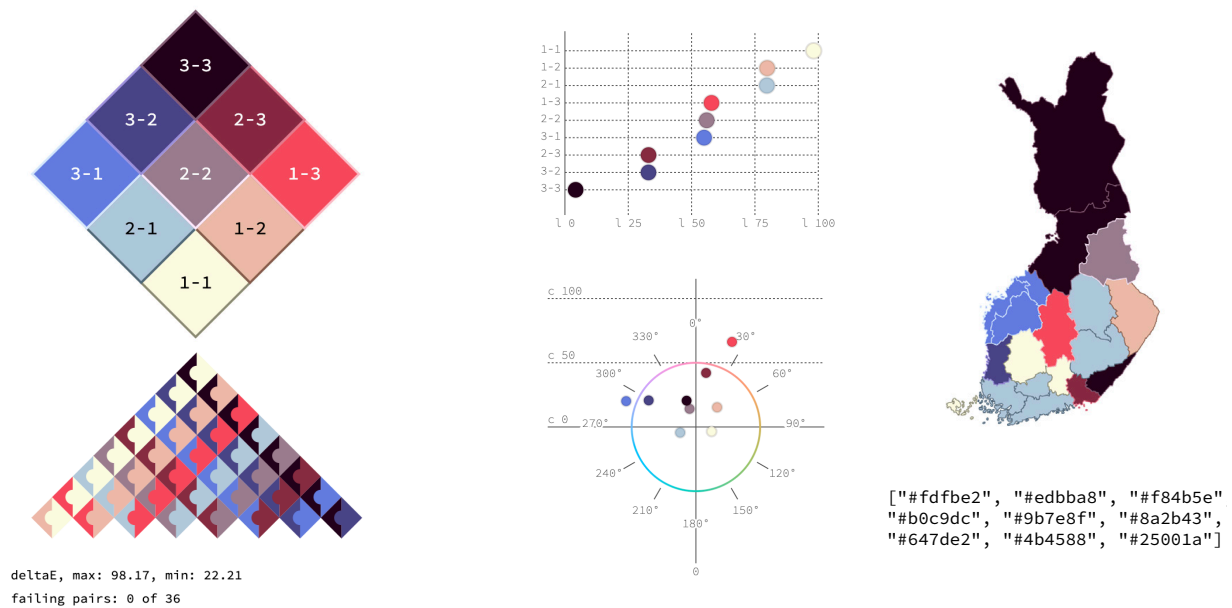 3-3
3-2 2-3
3-1 2-2 1-3
2-1 1-2
1-1
deltaE, max: 98.17, min: 22.21
failing pairs: 0 of 36
1-1
1-2
2-1
1-3
2-2
3-1
2-3
3-2
3-3
l 0 l 25 l 50 l 75 l 100
c 100
0°
330° 30°
c 50
300° 60°
c 0 270° 90°
240° 120°
210° 150°
180°
0
["#fdfbe2", "#edbba8", "#f84b5e",
"#b0c9dc", "#9b7e8f", "#8a2b43",
"#647de2", "#4b4588", "#25001a"]